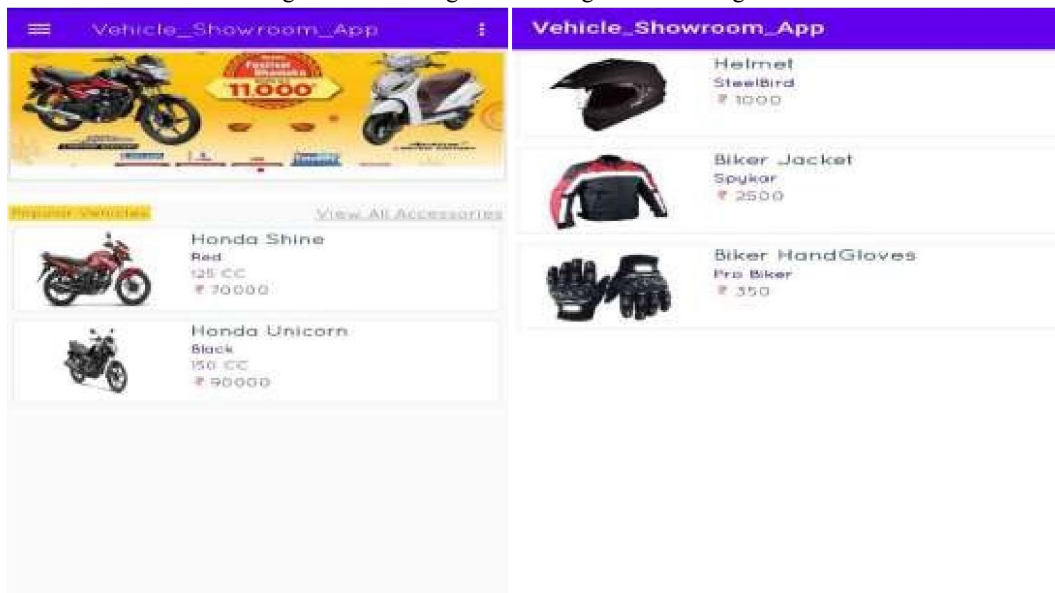 Vehicle_Showroom_App
11.000
Popular Vehicles
View All Accessories
Honda Shine
Red
125 CC
₹ 70000
Honda Unicorn
Black
150 CC
₹ 90000
Vehicle_Showroom_App
Helmet
SteelBird
₹ 1000
Biker Jacket
Spykar
₹ 2500
Biker HandGloves
Pro Biker
₹ 350